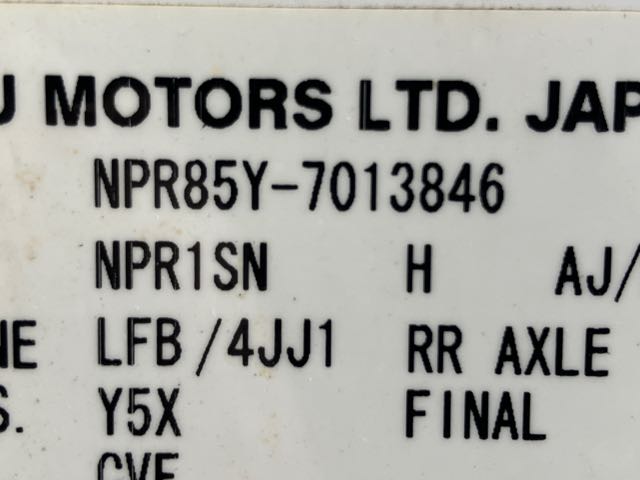 U MOTORS LTD. JAP
NPR85Y-7013846
NPR1SN H AJ/
NE LFB/4JJ1 RR AXLE
S. Y5X FINAL